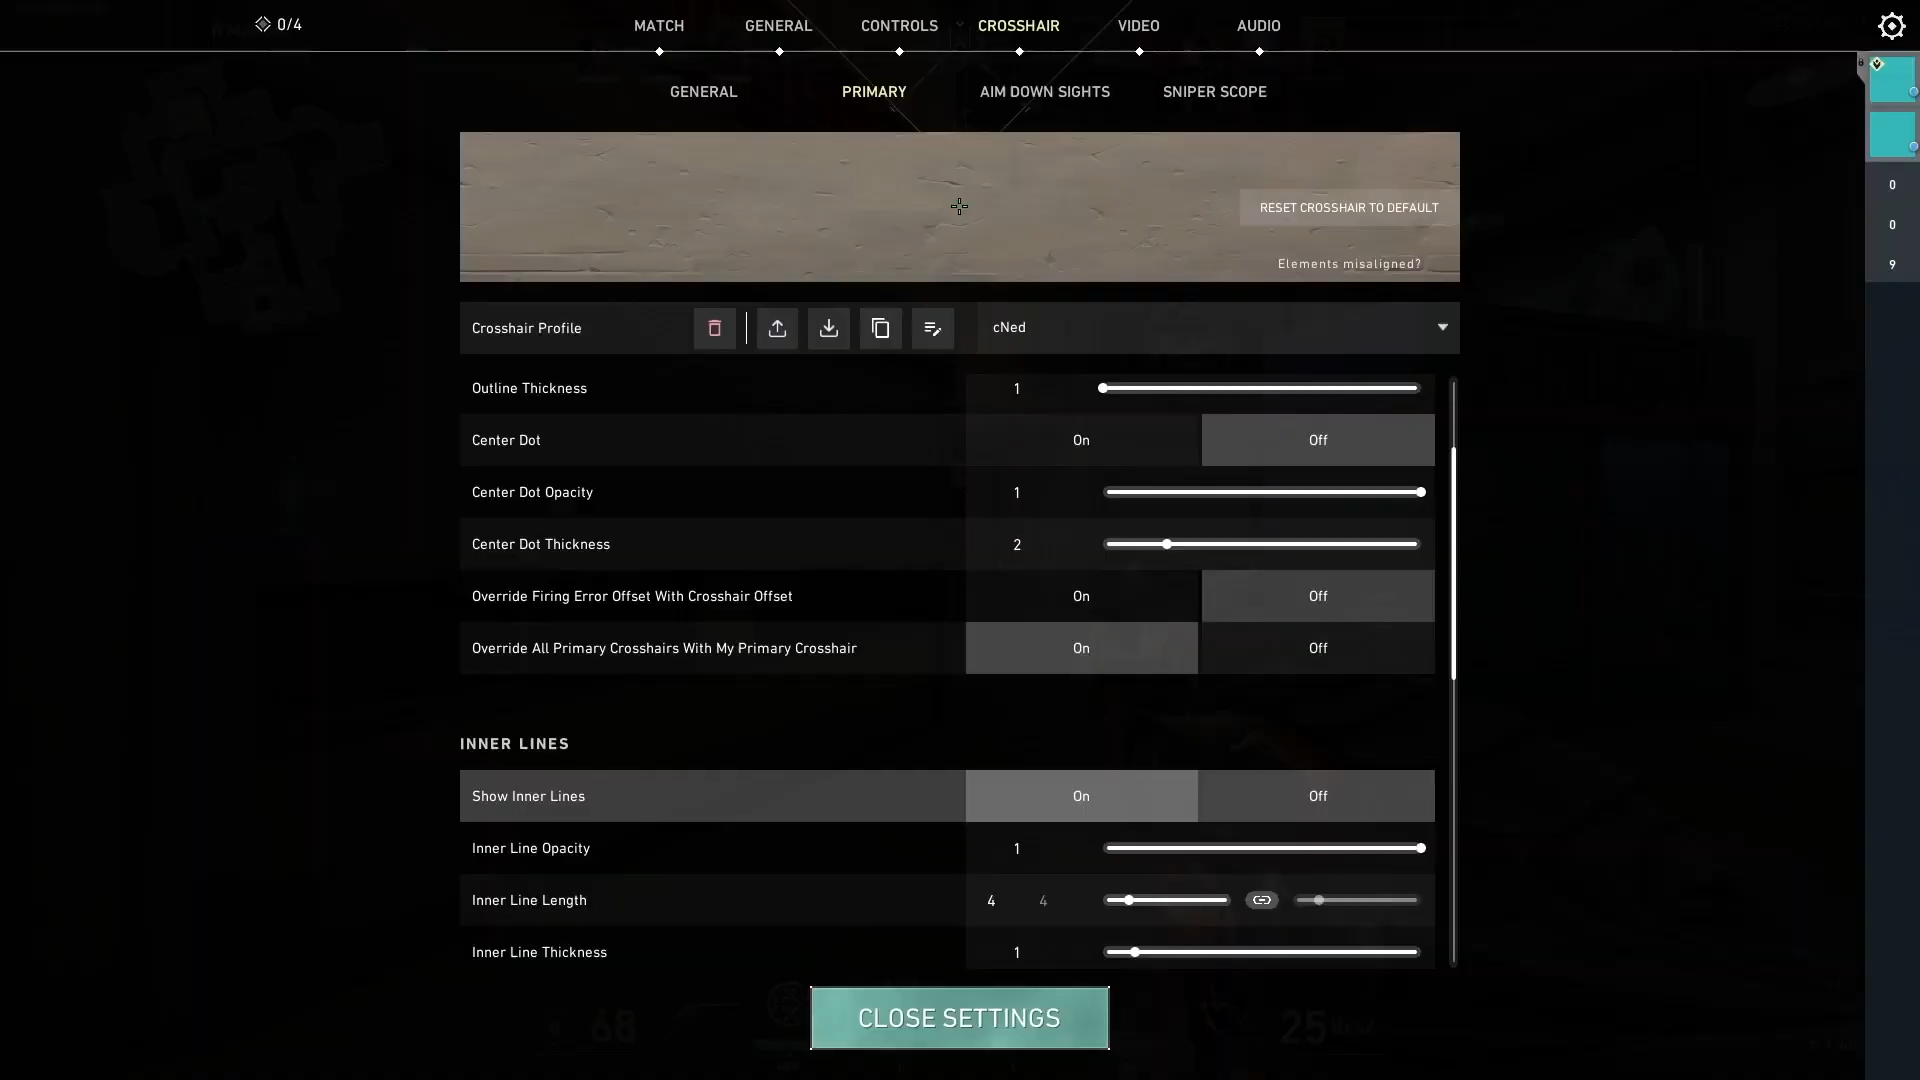 0/4
MATCH GENERAL CONTROLS CROSSHAIR VIDEO AUDIO
GENERAL PRIMARY AIM DOWN SIGHTS SNIPER SCOPE
RESET CROSSHAIR TO DEFAULT
Elements misaligned?
0
0
9
Crosshair Profile cNed
Outline Thickness 1
Center Dot On Off
Center Dot Opacity 1
Center Dot Thickness 2
Override Firing Error Offset With Crosshair Offset On Off
Override All Primary Crosshairs With My Primary Crosshair On Off
INNER LINES
Show Inner Lines On Off
Inner Line Opacity 1
Inner Line Length 4 4
Inner Line Thickness 1
CLOSE SETTINGS
68
25